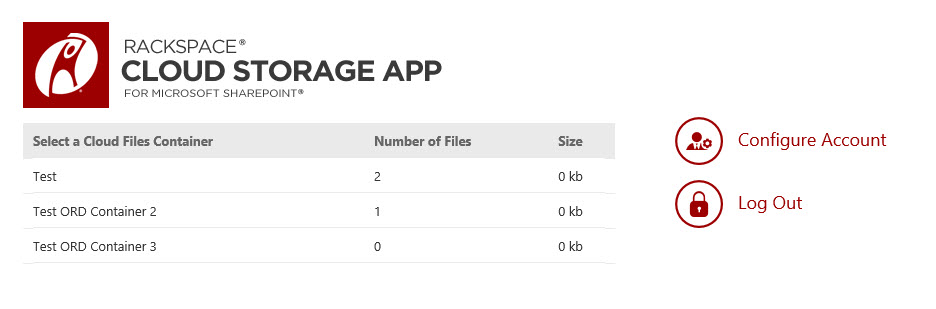 RACKSPACE®
CLOUD STORAGE APP
FOR MICROSOFT SHAREPOINT®
Select a Cloud Files Container Number of Files Size
Test 2 0 kb
Test ORD Container 2 1 0 kb
Test ORD Container 3 0 0 kb
Configure Account
Log Out